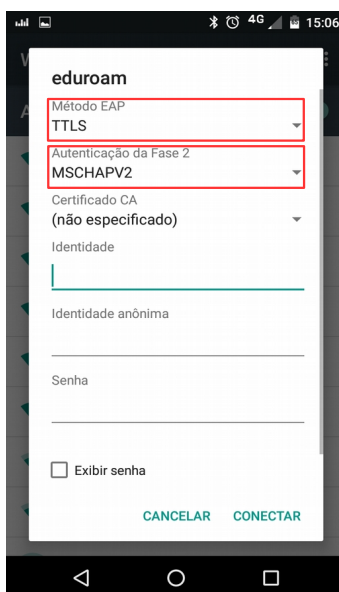 4G 15:06
eduroam
Método EAP
TTLS
Autenticação da Fase 2
MSCHAPV2
Certificado CA
(não especificado)
Identidade
Identidade anônima
Senha
Exibir senha
CANCELAR CONECTAR